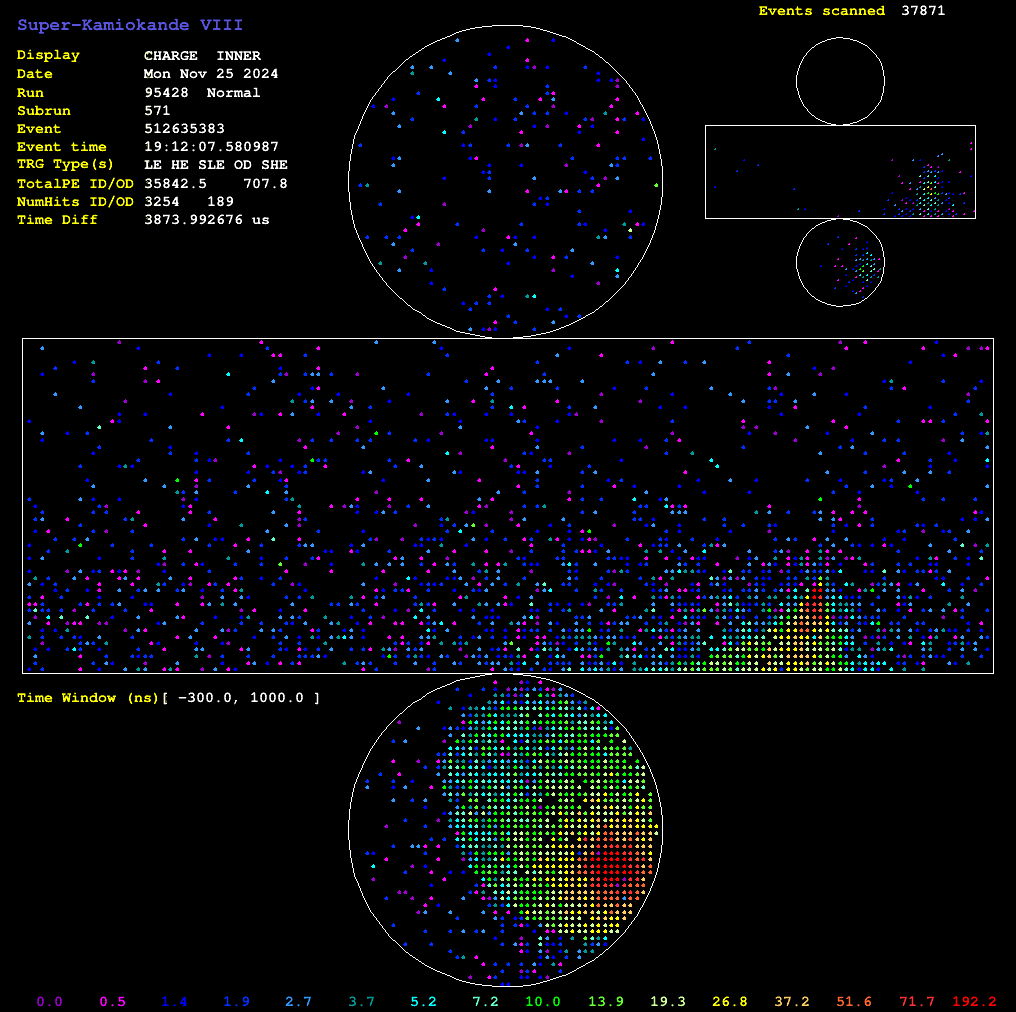 Super-Kamiokande VIII
Events scanned 37871
Display CHARGE INNER
Date Mon Nov 25 2024
Run 95428 Normal
Subrun 571
Event 512635383
Event time 19:12:07.580987
TRG Type(s) LE HE SLE OD SHE
TotalPE ID/OD 35842.5 707.8
NumHits ID/OD 3254 189
Time Diff 3873.992676 us
Time Window (ns)[ -300.0, 1000.0 ]
0.0 0.5 1.4 1.9 2.7 3.7 5.2 7.2 10.0 13.9 19.3 26.8 37.2 51.6 71.7 192.2